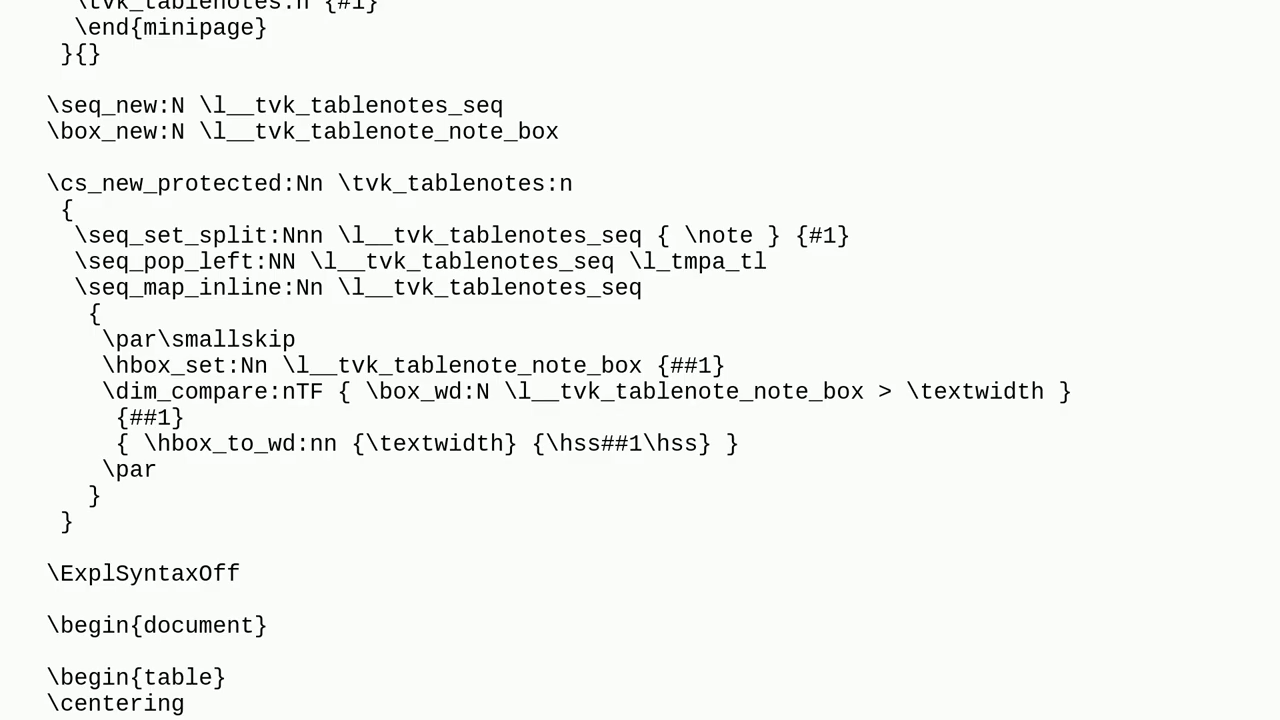 \tvk_tablenotes:n {#1}
\end{minipage}
}{}
\seq_new:N \l__tvk_tablenotes_seq
\box_new:N \l__tvk_tablenote_note_box
\cs_new_protected:Nn \tvk_tablenotes:n
{
\seq_set_split:Nnn \l__tvk_tablenotes_seq { \note } {#1}
\seq_pop_left:NN \l__tvk_tablenotes_seq \l_tmpa_tl
\seq_map_inline:Nn \l__tvk_tablenotes_seq
{
\par\smallskip
\hbox_set:Nn \l__tvk_tablenote_note_box {##1}
\dim_compare:nTF { \box_wd:N \l__tvk_tablenote_note_box > \textwidth }
{##1}
{ \hbox_to_wd:nn {\textwidth} {\hss##1\hss} }
\par
}
}
\ExplSyntaxOff
\begin{document}
\begin{table}
\centering